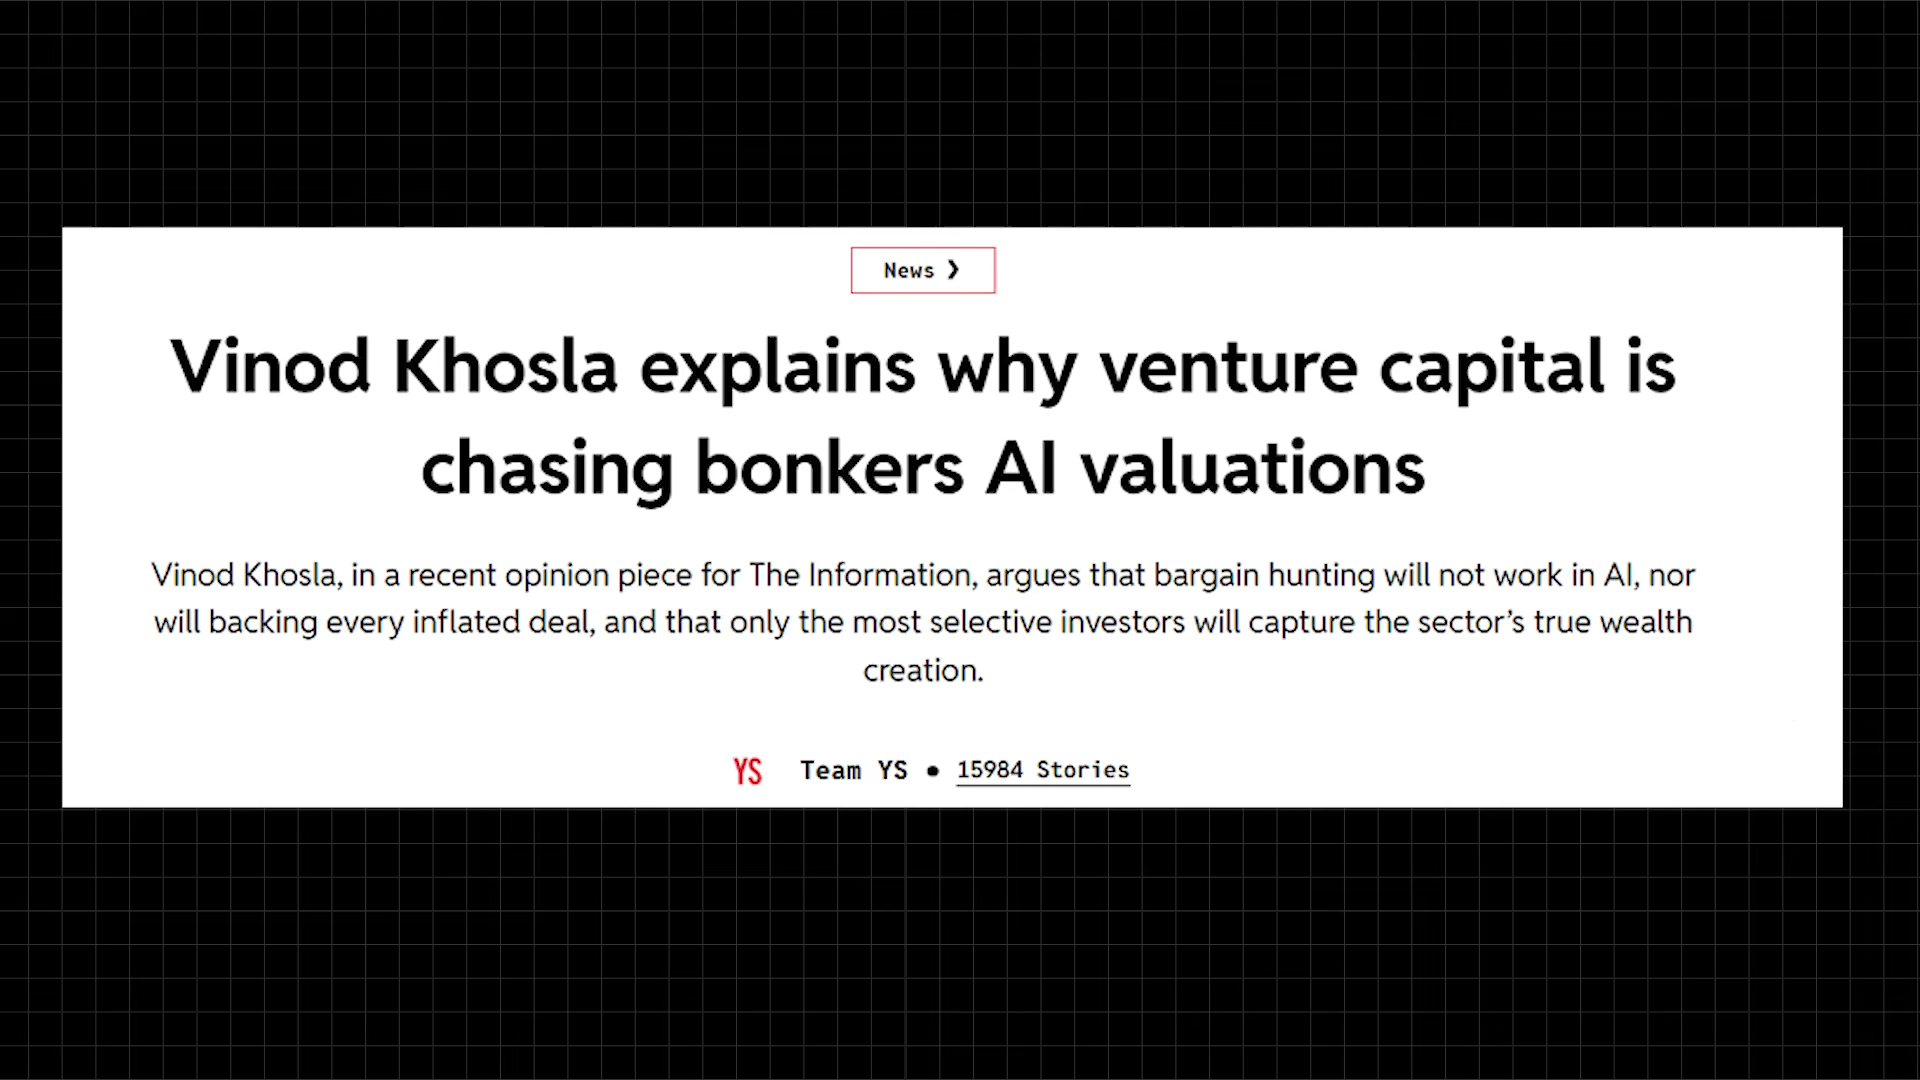 News ❯
Vinod Khosla explains why venture capital is
chasing bonkers AI valuations
Vinod Khosla, in a recent opinion piece for The Information, argues that bargain hunting will not work in AI, nor
will backing every inflated deal, and that only the most selective investors will capture the sector’s true wealth
creation.
YS Team YS • 15984 Stories